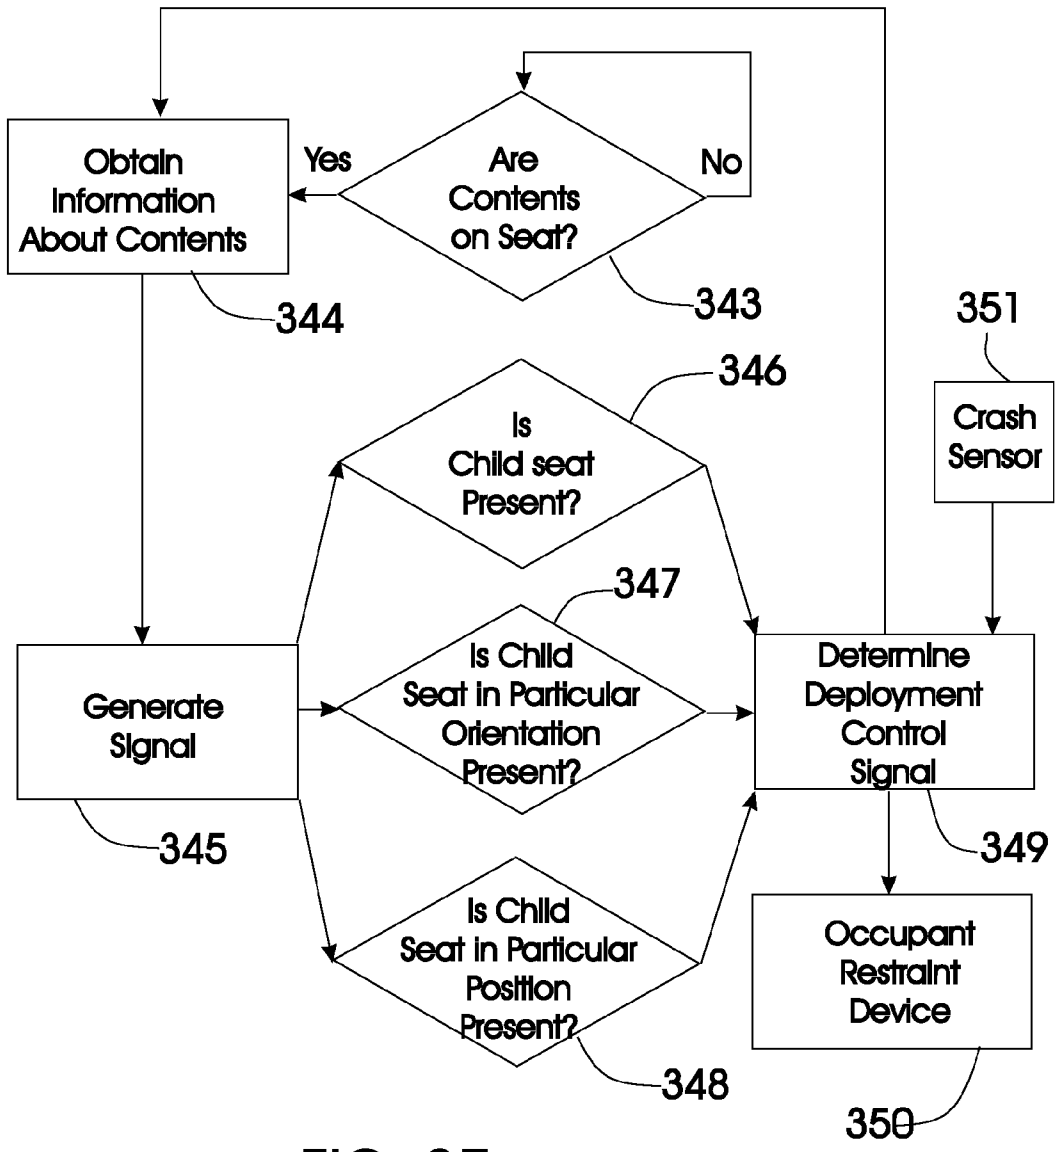 Obtain
Information
About Contents
Yes
Are
Contents
on Seat?
No
344
343
351
346
Crash
Sensor
Is
Child seat
Present?
347
Is Child
Seat in Particular
Orientation
Present?
Generate
Signal
Determine
Deployment
Control
Signal
345
349
Is Child
Seat in Particular
Position
Present?
Occupant
Restraint
Device
348
350